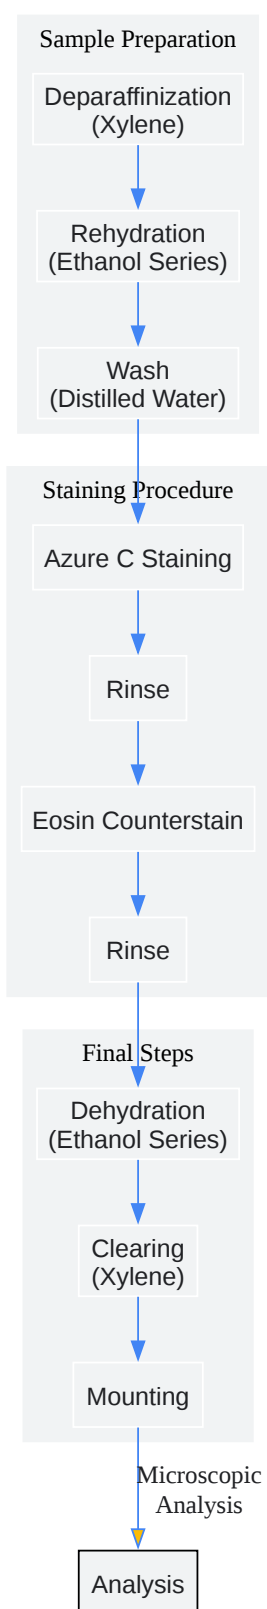 Sample Preparation
Deparaffinization
(Xylene)
Rehydration
(Ethanol Series)
Wash
(Distilled Water)
Staining Procedure
Azure C Staining
Rinse
Eosin Counterstain
Rinse
Final Steps
Dehydration
(Ethanol Series)
Clearing
(Xylene)
Mounting
Microscopic
Analysis
Analysis